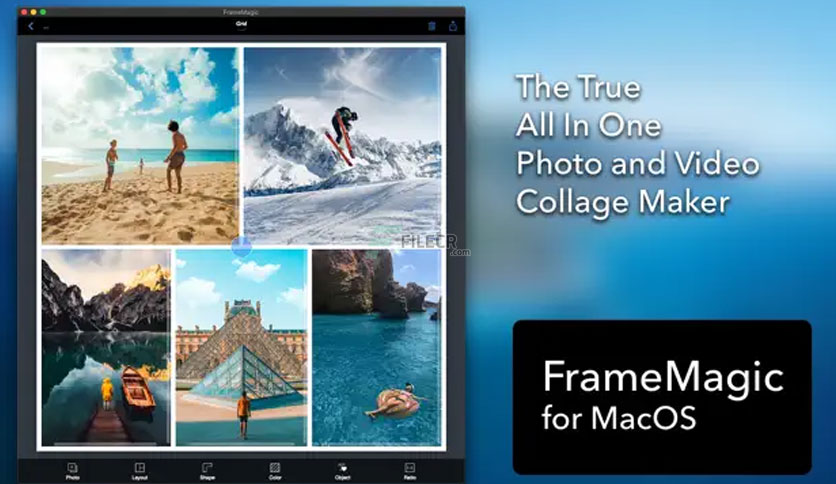 FrameMagic
Grid
The True
All In One
Photo and Video
Collage Maker
FILECR
.com
FrameMagic
for MacOS
Photo
Layout
Shape
Color
Object
Ratio